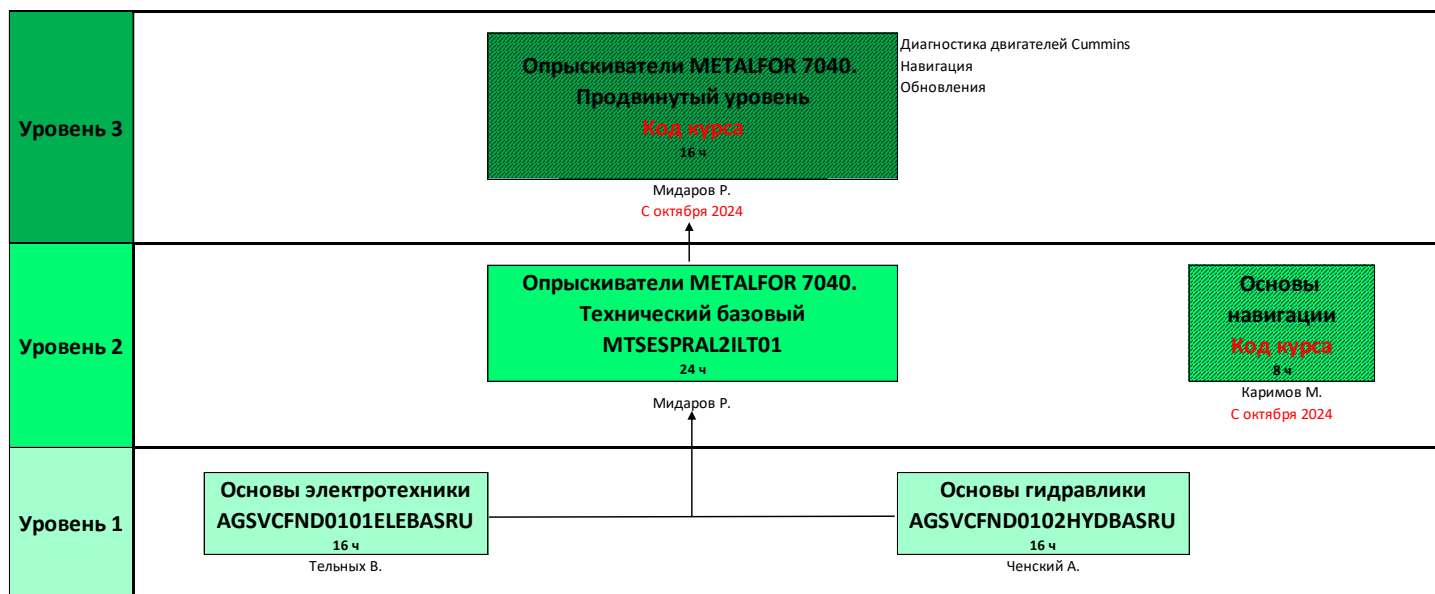 Уровень 3
Опрыскиватели METALFOR 7040.
Продвинутый уровень
Код курса
16 ч
Мидаров Р.
С октября 2024
Диагностика двигателей Cummins
Навигация
Обновления
Уровень 2
Опрыскиватели METALFOR 7040.
Технический базовый
MTSESPRAL2ILT01
24 ч
Мидаров Р.
Основы
навигации
Код курса
8 ч
Каримов М.
С октября 2024
Уровень 1
Основы электротехники
AGSVCFND0101ELEBASRU
16 ч
Тельных В.
Основы гидравлики
AGSVCFND0102HYDBASRU
16 ч
Ченский А.